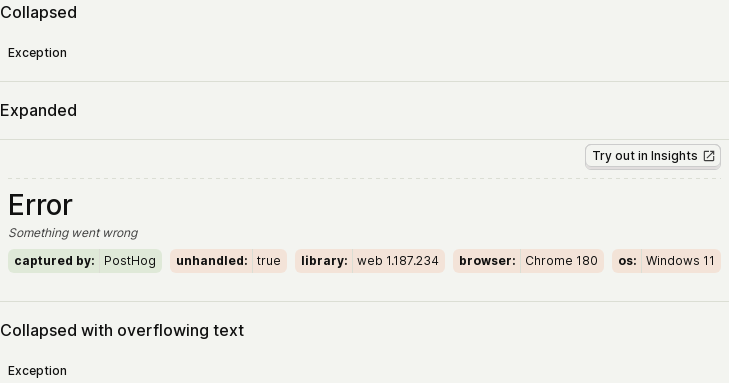 Collapsed
Exception
Expanded
Try out in Insights
Error
Something went wrong
captured by: PostHog unhandled: true library: web 1.187.234 browser: Chrome 180 os: Windows 11
Collapsed with overflowing text
Exception